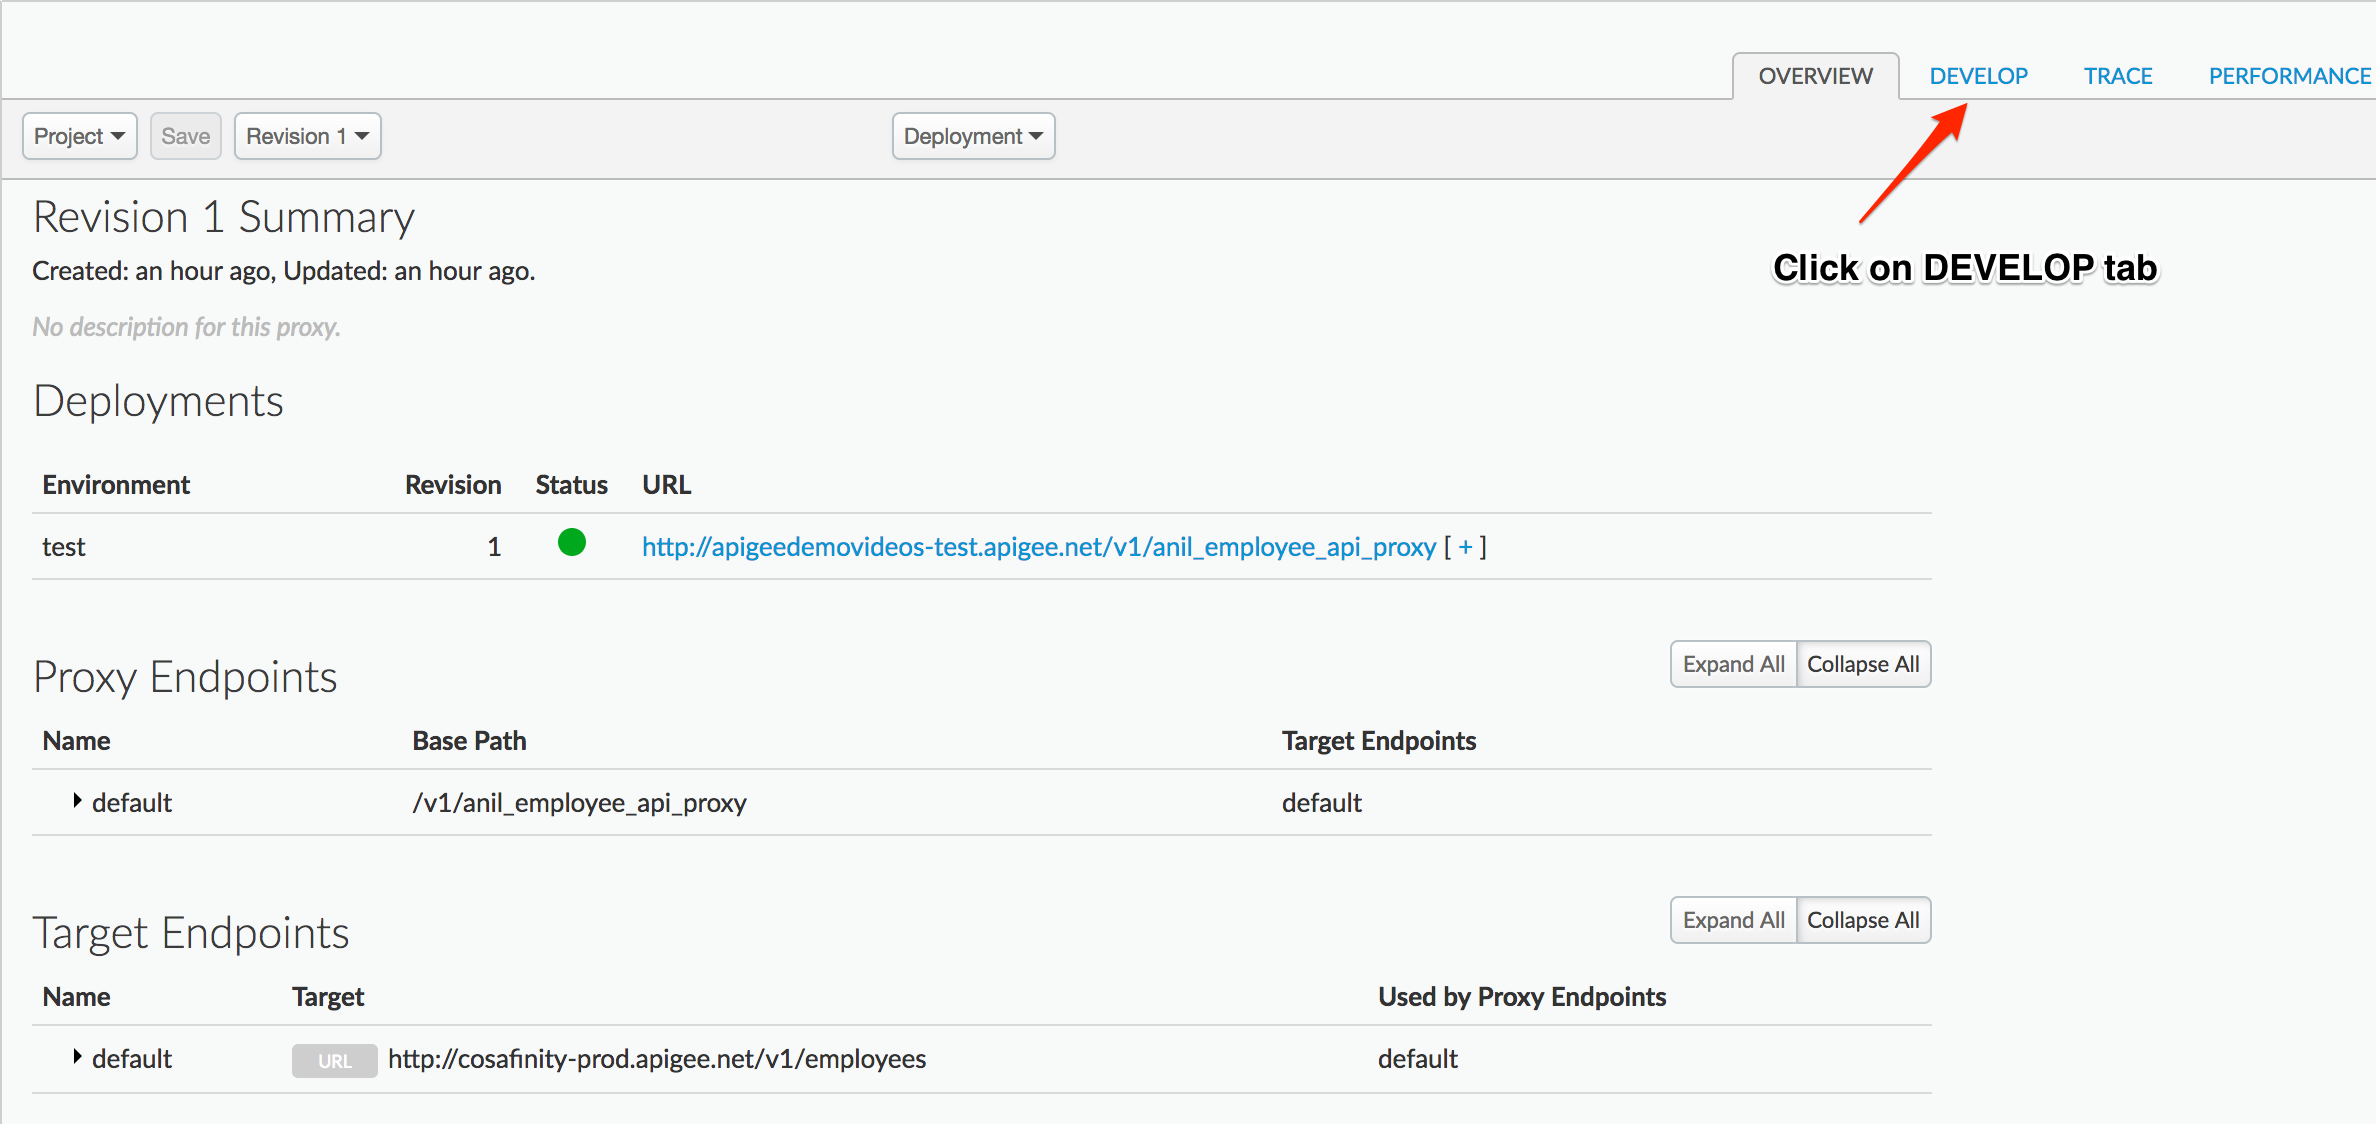 OVERVIEW DEVELOP TRACE PERFORMANCE
Project Save Revision 1 Deployment
Revision 1 Summary
Click on DEVELOP tab
Created: an hour ago, Updated: an hour ago.
No description for this proxy.
Deployments
Environment Revision Status URL
test 1 http://apigeedemovideos-test.apigee.net/v1/anil_employee_api_proxy [ + ]
Proxy Endpoints Expand All Collapse All
Name Base Path Target Endpoints
default /v1/anil_employee_api_proxy default
Target Endpoints Expand All Collapse All
Name Target Used by Proxy Endpoints
default URL http://cosafinity-prod.apigee.net/v1/employees default